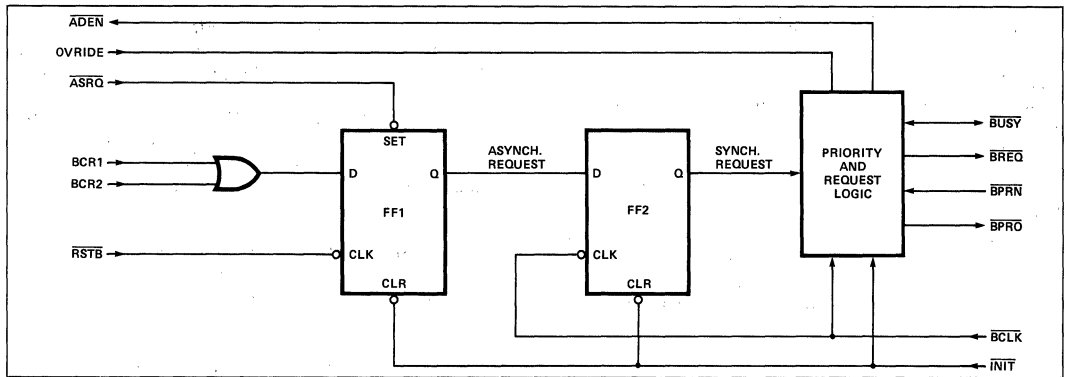 ADEN
OVRIDE
ASRQ
BCR1
BCR2
RSTB
SET
D
Q
FF1
CLK
CLR
ASYNCH.
REQUEST
D
Q
FF2
CLK
CLR
SYNCH.
REQUEST
PRIORITY
AND
REQUEST
LOGIC
BUSY
BREQ
BPRN
BPRO
BCLK
INIT